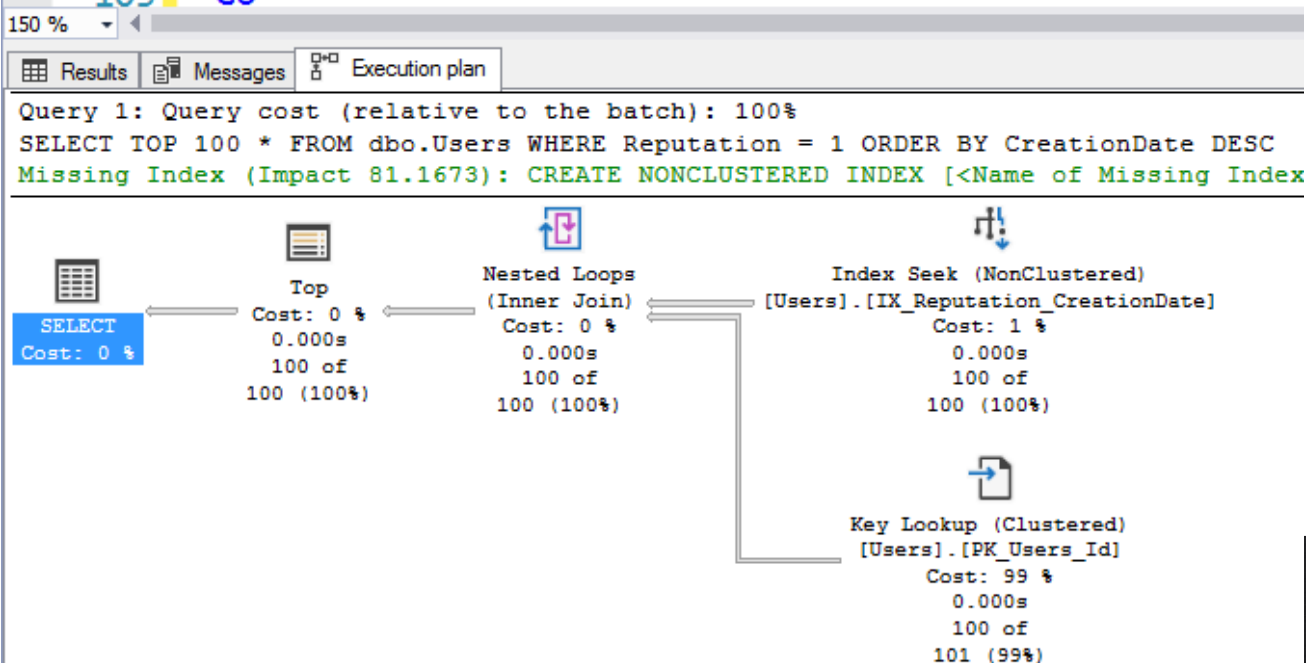 150 %
Results
Messages
Execution plan
Query 1: Query cost (relative to the batch): 100%
SELECT TOP 100 * FROM dbo.Users WHERE Reputation = 1 ORDER BY CreationDate DESC
Missing Index (Impact 81.1673): CREATE NONCLUSTERED INDEX [<Name of Missing Index
SELECT
Cost: 0 %
Top
Cost: 0 %
0.000s
100 of
100 (100%)
Nested Loops
(Inner Join)
Cost: 0 %
0.000s
100 of
100 (100%)
Index Seek (NonClustered)
[Users].[IX_Reputation_CreationDate]
Cost: 1 %
0.000s
100 of
100 (100%)
Key Lookup (Clustered)
[Users].[PK_Users_Id]
Cost: 99 %
0.000s
100 of
101 (99%)